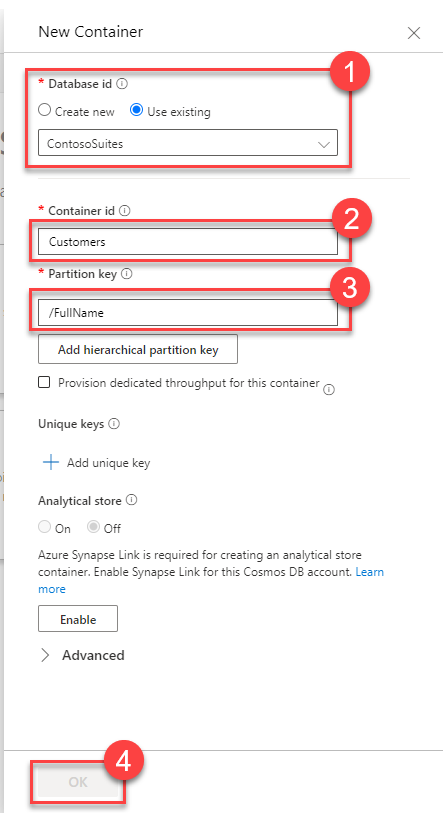 New Container
1
* Database id
Create new Use existing
ContosoSuites
* Container id
2
Customers
* Partition key
3
/FullName
Add hierarchical partition key
Provision dedicated throughput for this container
Unique keys
Add unique key
Analytical store
On Off
Azure Synapse Link is required for creating an analytical store
container. Enable Synapse Link for this Cosmos DB account. Learn
more
Enable
Advanced
4
OK